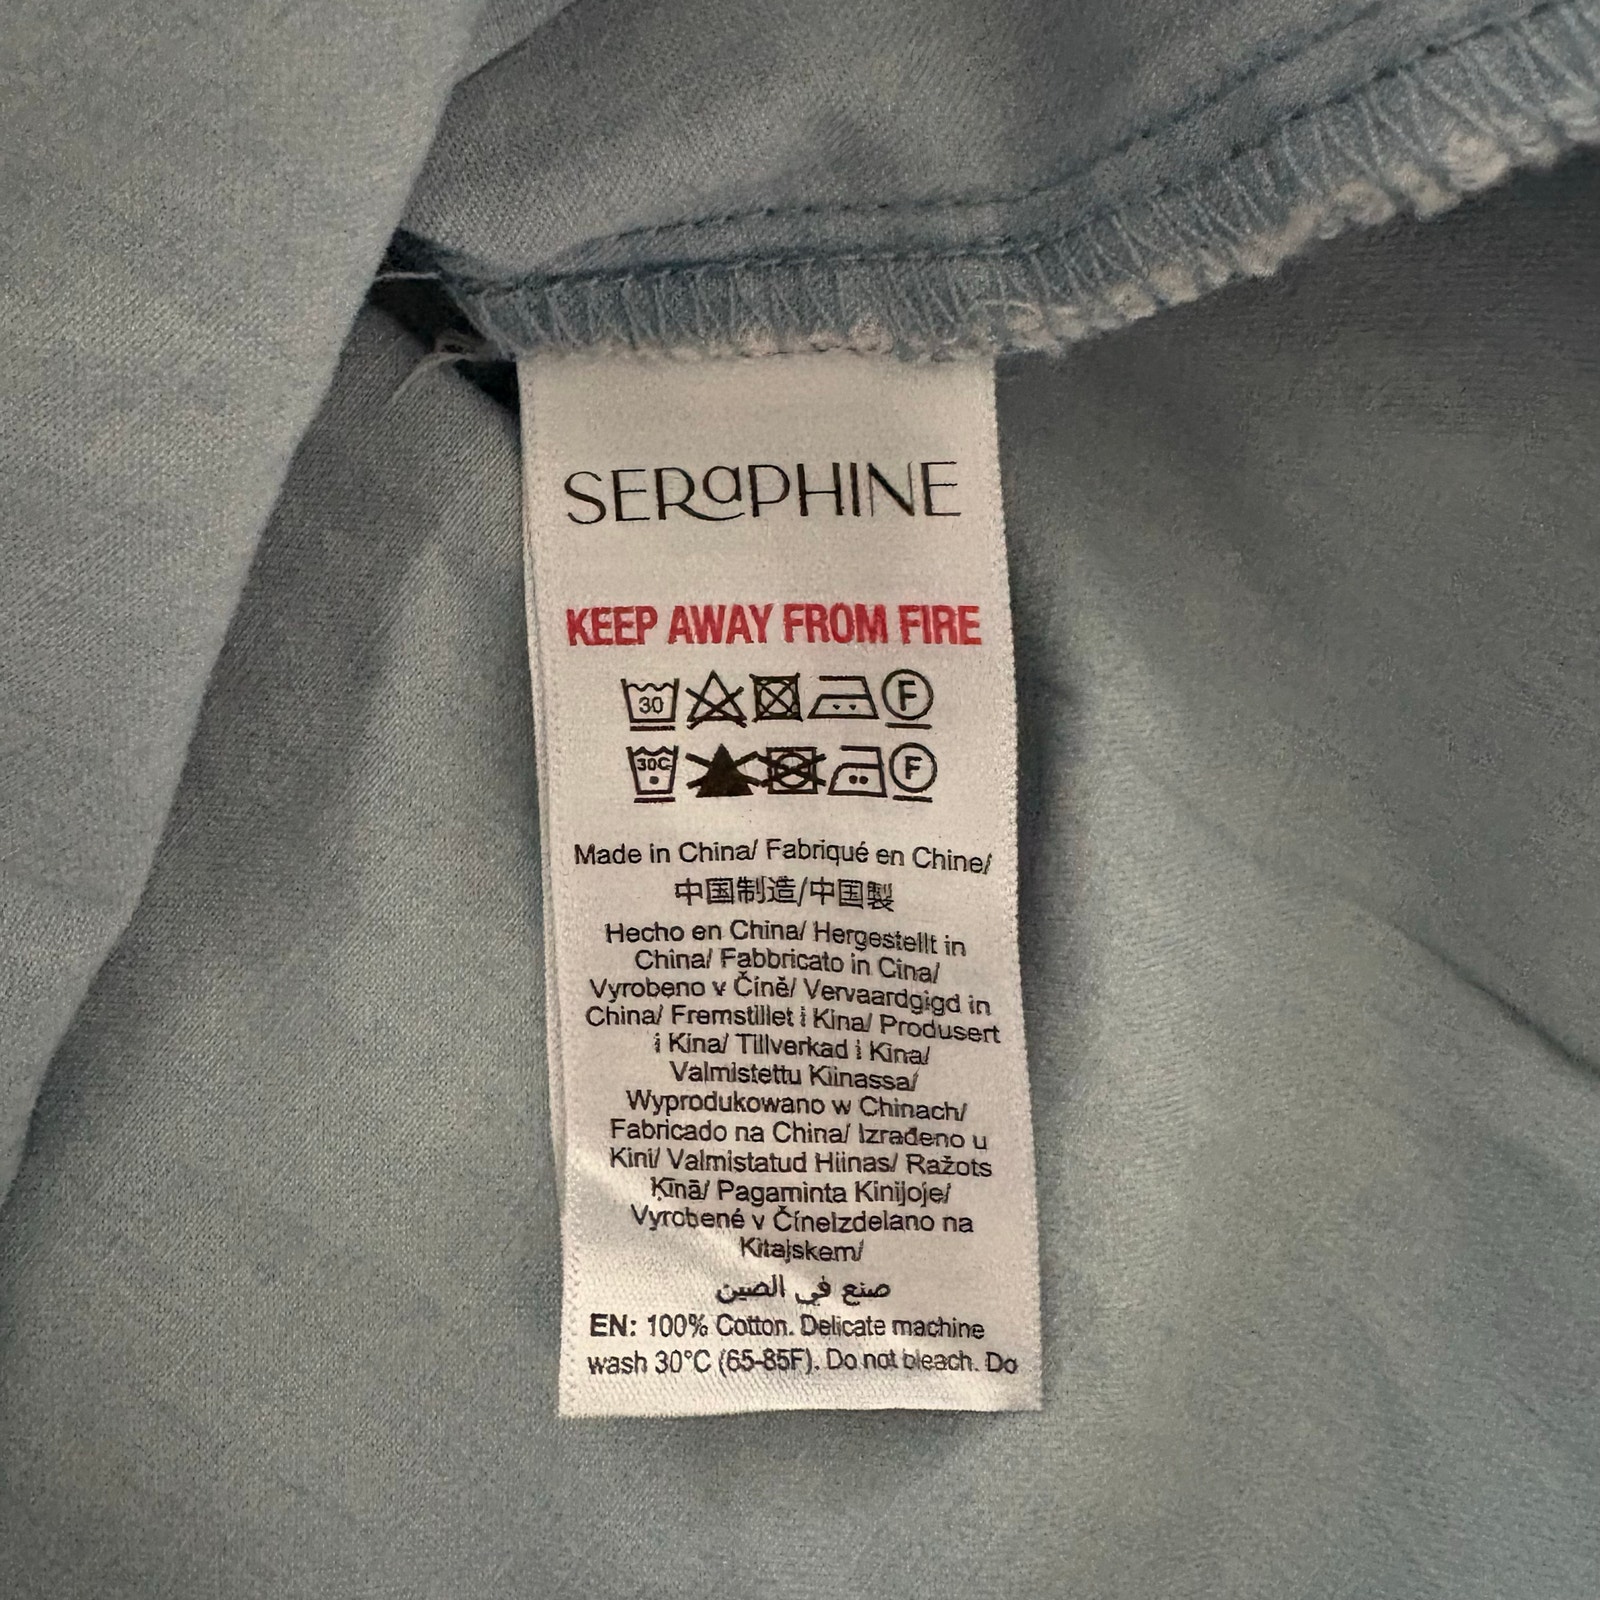 SERaPHINE
KEEP AWAY FROM FIRE
30 F
30C F
Made in China/ Fabriqué en Chine/
中国制造/中国製
Hecho en China/ Hergestellt in
China/ Fabbricato in Cina/
Vyrobeno v Číně/ Vervaardgigd in
China/ Fremstillet i Kina/ Produsert
i Kina/ Tillverkad i Kina/
Valmistettu Kiinassa/
Wyprodukowano w Chinach/
Fabricado na China/ Izrađeno u
Kini/ Valmistatud Hiinas/ Ražots
Ķīnā/ Pagaminta Kinijoje/
Vyrobené v Číneizdelano na
Kitajskem/
صنع في الصين
EN: 100% Cotton. Delicate machine
wash 30°C (65-85F). Do not bleach. Do